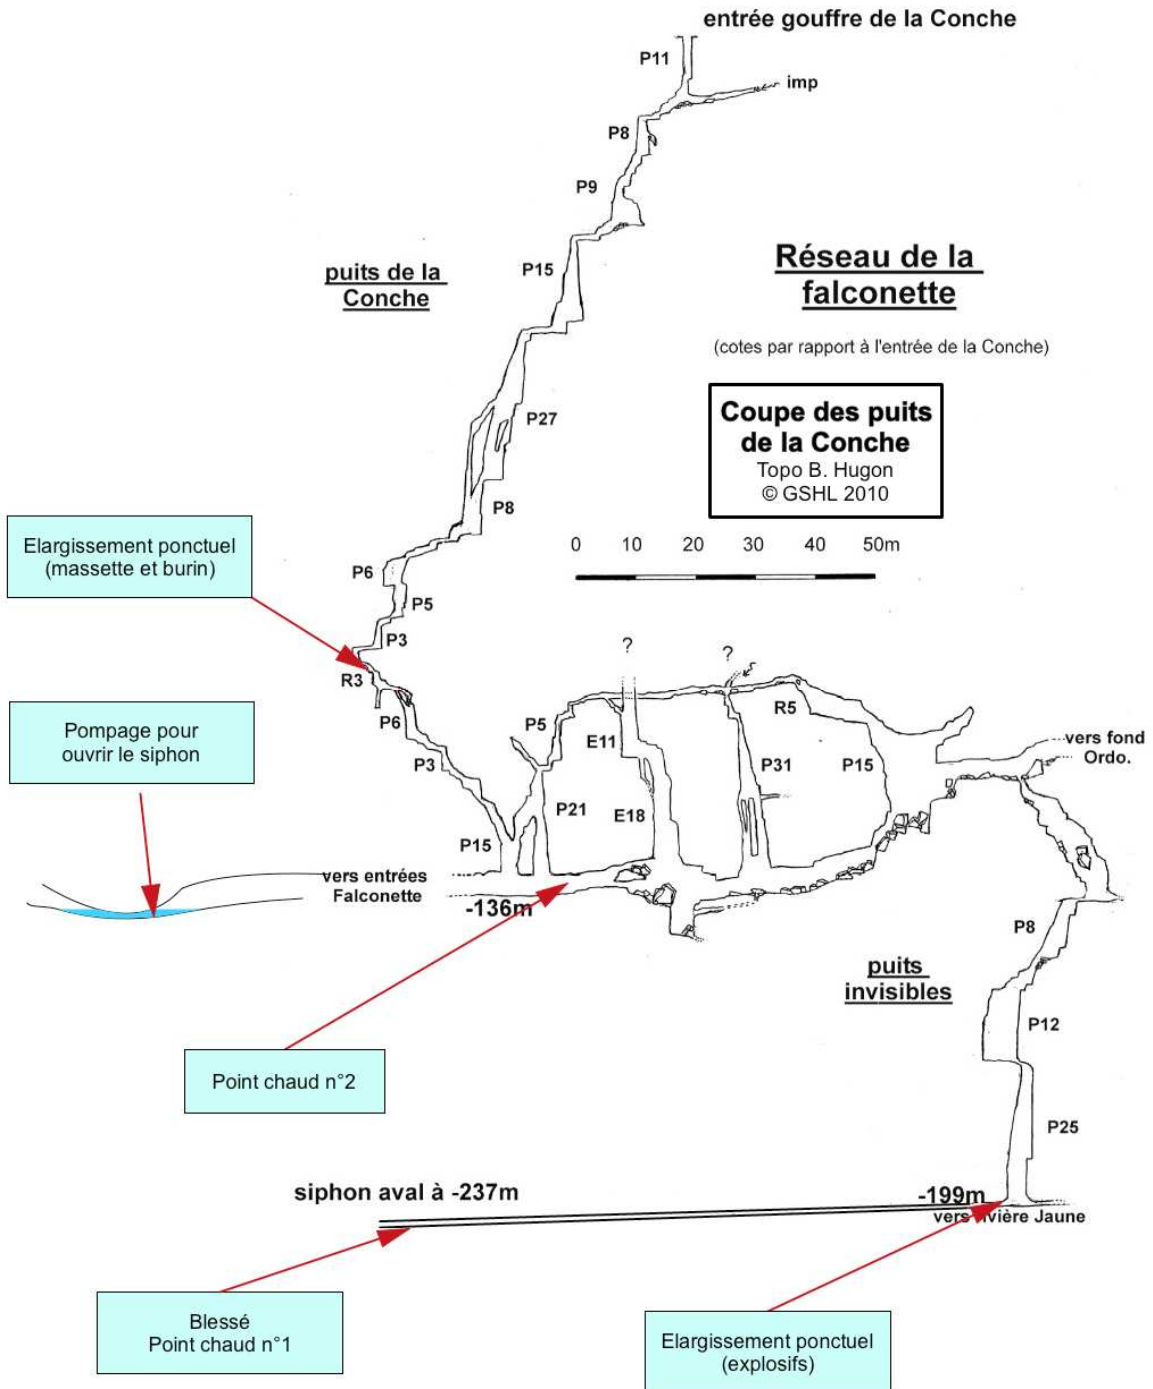 entrée gouffre de la Conche
P11
imp
P8
P9
P15
puits de la
Conche
Réseau de la
falconette
(cotes par rapport à l'entrée de la Conche)
Coupe des puits
de la Conche
Topo B. Hugon
© GSHL 2010
P27
P8
0 10 20 30 40 50m
Elargissement ponctuel
(massette et burin)
P6
P5
P3
R3
P6
P3
P15
?
?
P5
E11
P21
E18
P31
R5
P15
vers fond
Ordo.
Pompage pour
ouvrir le siphon
vers entrées
Falconette
-136m
P8
puits
invisibles
P12
P25
Point chaud n°2
siphon aval à -237m
-199m
vers rivière Jaune
Blessé
Point chaud n°1
Elargissement ponctuel
(explosifs)